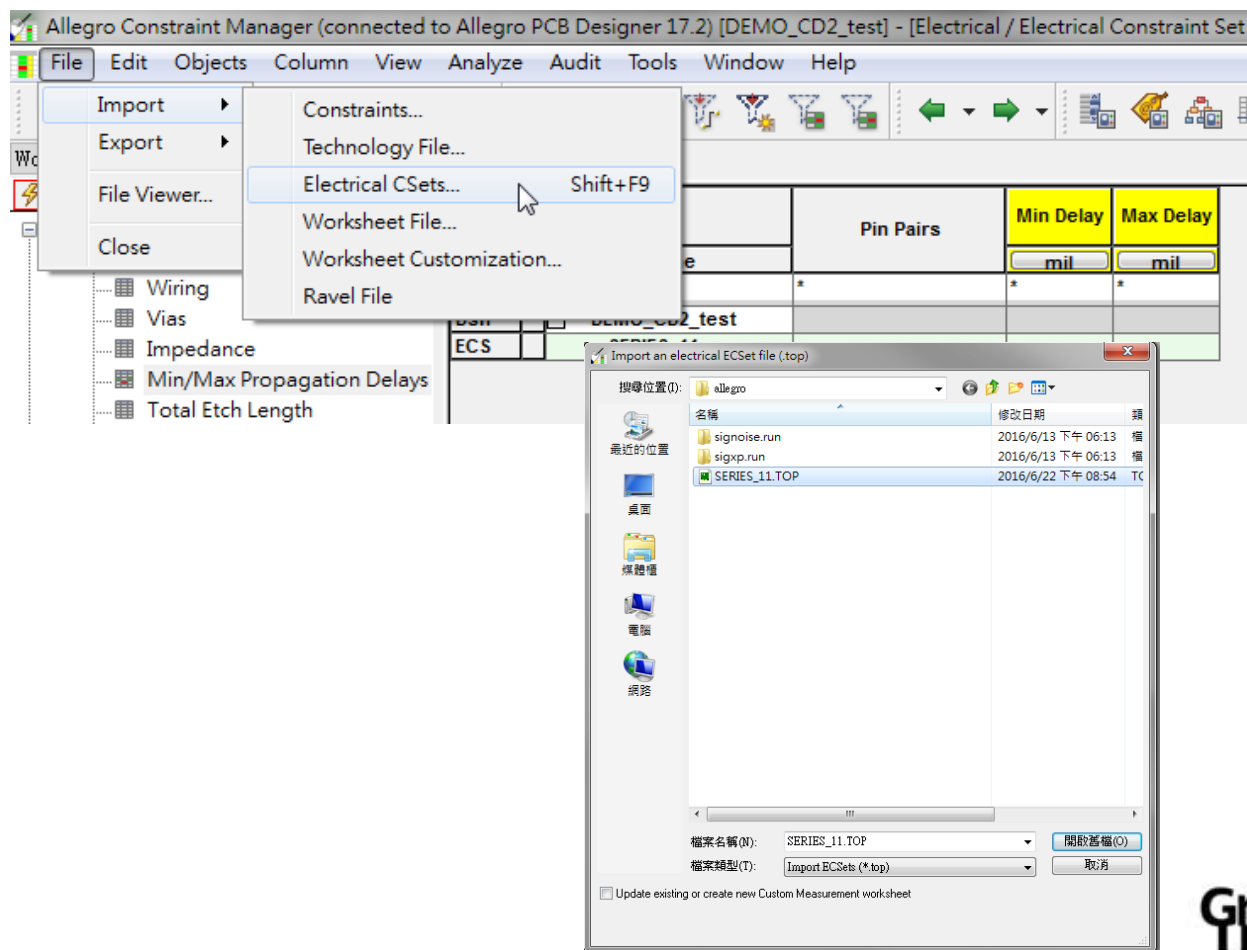 Allegro Constraint Manager (connected to Allegro PCB Designer 17.2) [DEMO_CD2_test] - [Electrical / Electrical Constraint Set
File Edit Objects Column View Analyze Audit Tools Window Help
Import
Export
File Viewer...
Close
Constraints...
Technology File...
Electrical CSets... Shift+F9
Worksheet File...
Worksheet Customization...
Ravel File
Pin Pairs Min Delay Max Delay
mil mil
* * *
Wiring
Vias
Impedance
Min/Max Propagation Delays
Total Etch Length
DEMO_CD2_test
ECS
Import an electrical ECSet file (.top)
搜尋位置(I): allegro
名稱 修改日期
signoise.run 2016/6/13 下午 06:13
sigxp.run 2016/6/13 下午 06:13
SERIES_11.TOP 2016/6/22 下午 08:54
最近的位置
桌面
媒體櫃
電腦
網路
檔案名稱(N): SERIES_11.TOP 開啟舊檔(O)
檔案類型(T): Import ECSets (*.top) 取消
Update existing or create new Custom Measurement worksheet